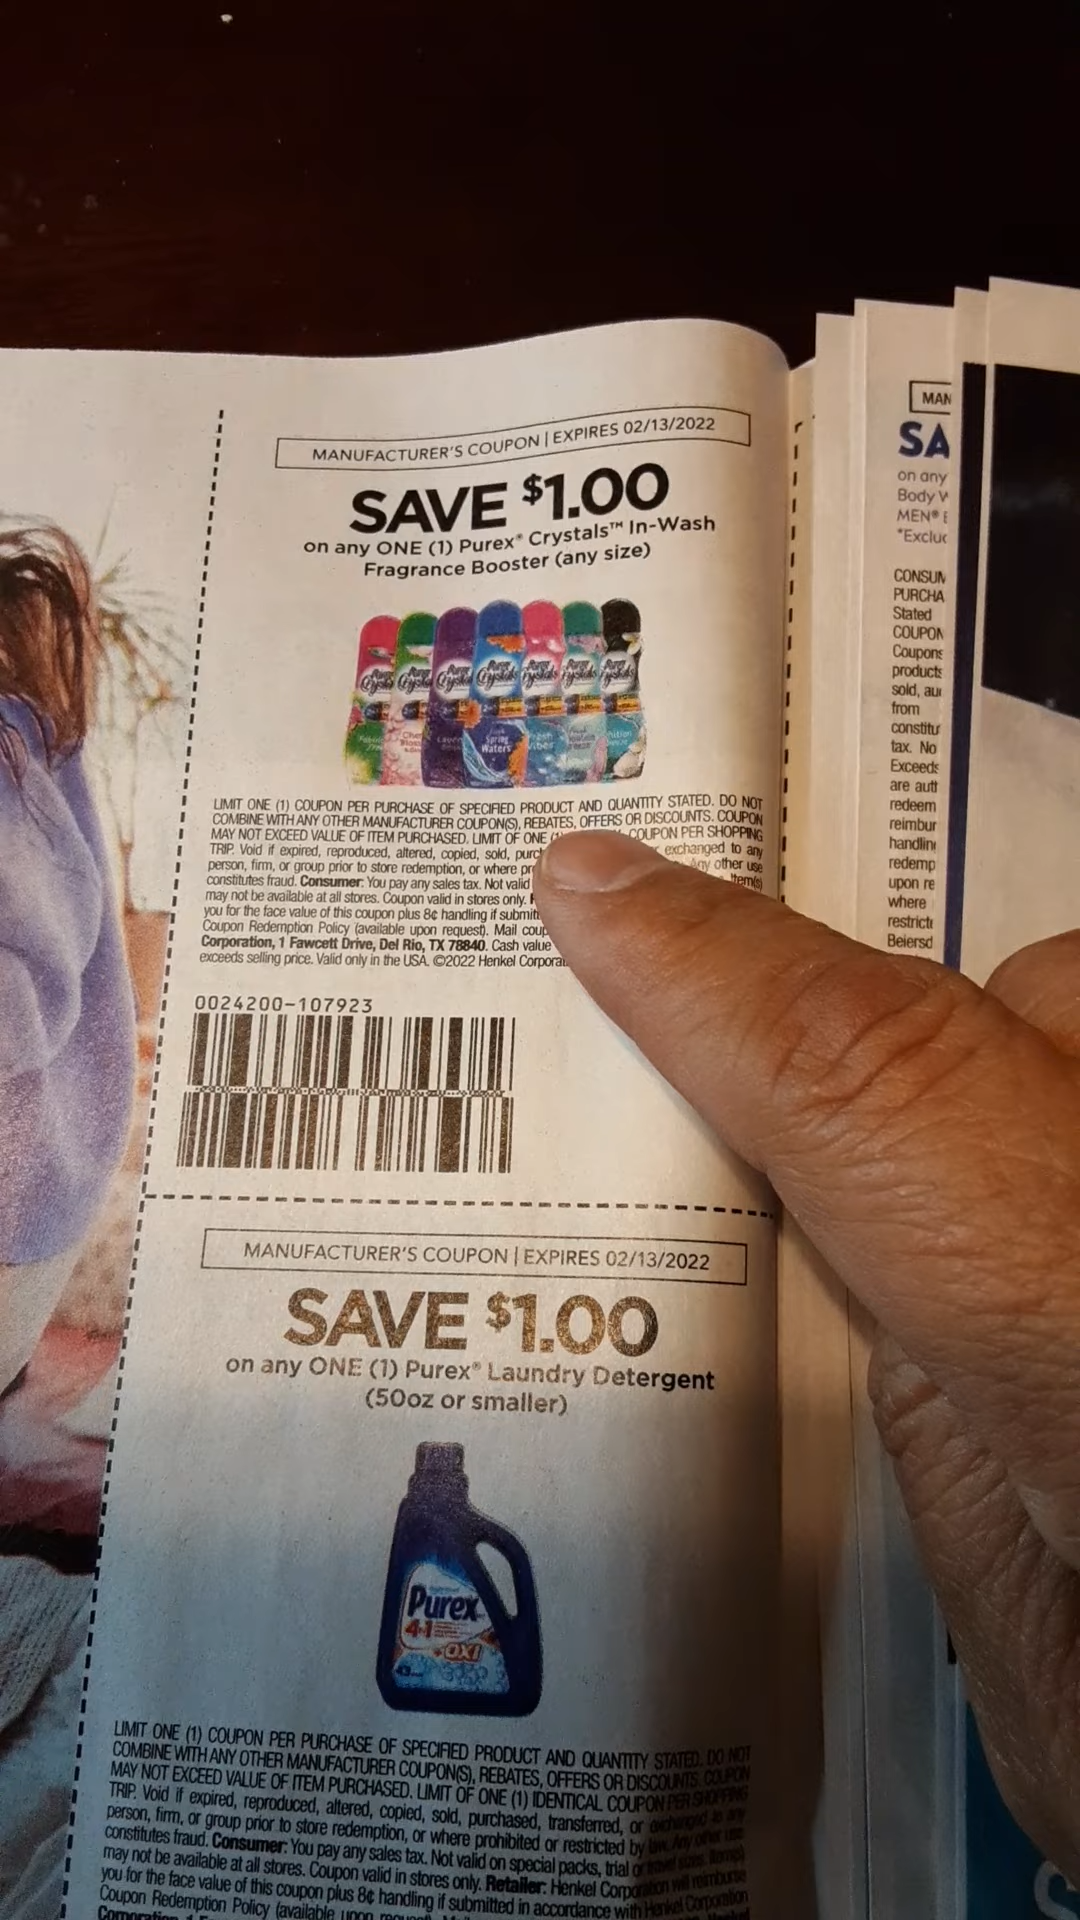 MANUFACTURER'S COUPON | EXPIRES 02/13/2022
SAVE $1.00
on any ONE (1) Purex® Crystals™ In-Wash
Fragrance Booster (any size)
Spring
Waters
LIMIT ONE (1) COUPON PER PURCHASE OF SPECIFIED PRODUCT AND QUANTITY STATED. DO NOT
COMBINE WITH ANY OTHER MANUFACTURER COUPON(S), REBATES, OFFERS OR DISCOUNTS. COUPON
MAY NOT EXCEED VALUE OF ITEM PURCHASED. LIMIT OF ONE COUPON PER SHOPPING
TRIP. Void if expired, reproduced, altered, copied, sold, exchanged to any
person, firm, or group prior to store redemption, or where Any other use
constitutes fraud. Consumer: You pay any sales tax. Not valid Item(s)
may not be available at all stores. Coupon valid in stores only.
you for the face value of this coupon plus 8¢ handling if
Coupon Redemption Policy (available upon request). Mail
Corporation, 1 Fawcett Drive, Del Rio, TX 78840. Cash value
exceeds selling price. Valid only in the USA. ©2022 Henkel
0024200-107923
MANUFACTURER'S COUPON | EXPIRES 02/13/2022
SAVE $1.00
on any ONE (1) Purex® Laundry Detergent
(50oz or smaller)
Purex
4in1
+OXI
LIMIT ONE (1) COUPON PER PURCHASE OF SPECIFIED PRODUCT AND QUANTITY STATED. DO NOT
COMBINE WITH ANY OTHER MANUFACTURER COUPON(S), REBATES, OFFERS OR DISCOUNTS. COUPON
MAY NOT EXCEED VALUE OF ITEM PURCHASED. LIMIT OF ONE (1) IDENTICAL COUPON PER SHOPPING
TRIP. Void if expired, reproduced, altered, copied, sold, purchased, transferred, or exchanged to any
person, firm, or group prior to store redemption, or where prohibited or restricted by law. Any other use
constitutes fraud. Consumer: You pay any sales tax. Not valid on special packs, trial or travel sizes. Item(s)
may not be available at all stores. Coupon valid in stores only. Retailer: Henkel Corporation will reimburse
you for the face value of this coupon plus 8¢ handling if submitted in accordance with Henkel Corporation
Coupon Redemption Policy (available upon request).
MAN
SA
on any
Body W
MEN®
*Exclu
CONSUM
PURCHA
Stated
COUPON
Coupons
products
sold, au
from
constitu
tax. No
Exceeds
are auth
redeem
reimbur
handlin
redemp
upon re
where
restricti
Beiersd